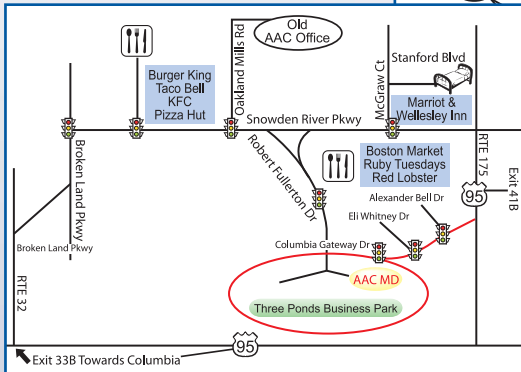 Old
AAC Office
Oakland Mills Rd
Stanford Blvd
McGraw Ct
Burger King
Taco Bell
KFC
Pizza Hut
Marriot &
Wellesley Inn
Snowden River Pkwy
Broken Land Pkwy
Robert Fullerton Dr
Boston Market
Ruby Tuesdays
Red Lobster
RTE 175
Alexander Bell Dr
95
Exit 41B
Eli Whitney Dr
Broken Land Pkwy
Columbia Gateway Dr
RTE 32
AAC MD
Three Ponds Business Park
95
Exit 33B Towards Columbia